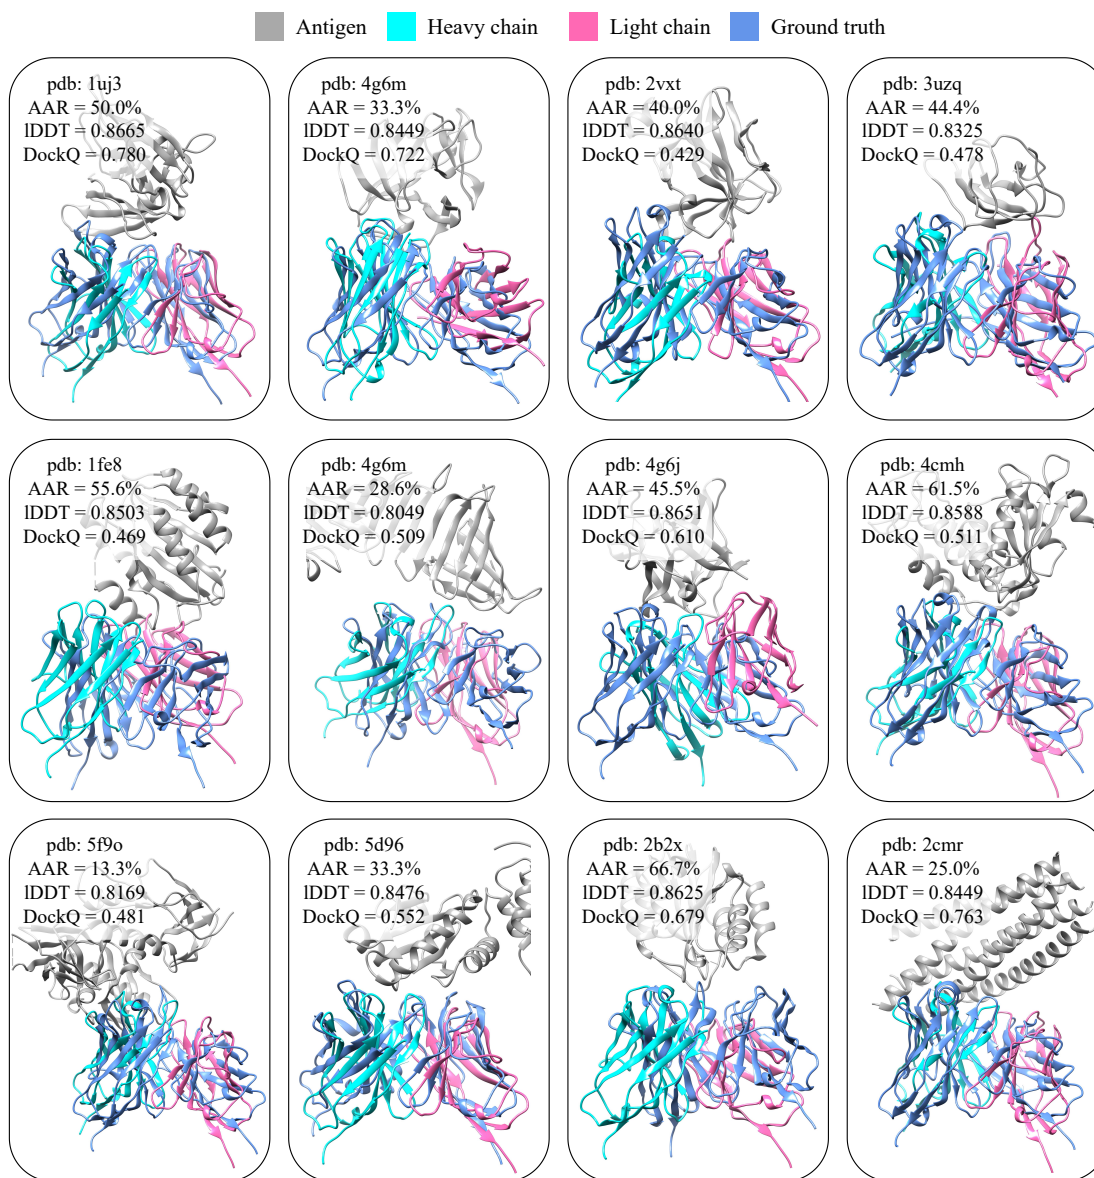 Antigen Heavy chain Light chain Ground truth
pdb: 1uj3
AAR = 50.0%
lDDT = 0.8665
DockQ = 0.780
pdb: 4g6m
AAR = 33.3%
lDDT = 0.8449
DockQ = 0.722
pdb: 2vxt
AAR = 40.0%
lDDT = 0.8640
DockQ = 0.429
pdb: 3uzq
AAR = 44.4%
lDDT = 0.8325
DockQ = 0.478
pdb: 1fe8
AAR = 55.6%
lDDT = 0.8503
DockQ = 0.469
pdb: 4g6m
AAR = 28.6%
lDDT = 0.8049
DockQ = 0.509
pdb: 4g6j
AAR = 45.5%
lDDT = 0.8651
DockQ = 0.610
pdb: 4cmh
AAR = 61.5%
lDDT = 0.8588
DockQ = 0.511
pdb: 5f9o
AAR = 13.3%
lDDT = 0.8169
DockQ = 0.481
pdb: 5d96
AAR = 33.3%
lDDT = 0.8476
DockQ = 0.552
pdb: 2b2x
AAR = 66.7%
lDDT = 0.8625
DockQ = 0.679
pdb: 2cmr
AAR = 25.0%
lDDT = 0.8449
DockQ = 0.763